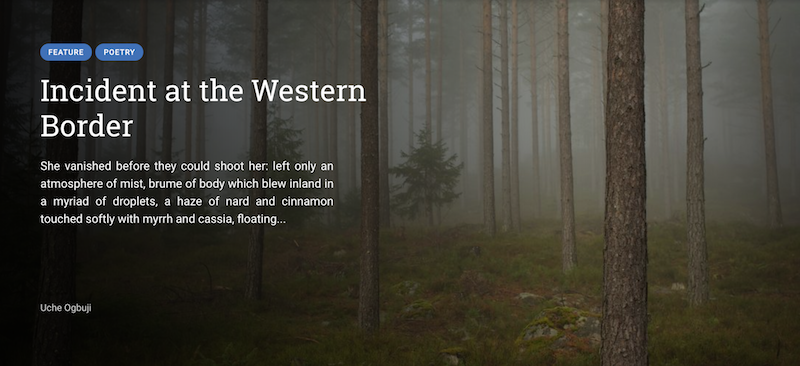 FEATURE POETRY
Incident at the Western
Border
She vanished before they could shoot her: left only an
atmosphere of mist, brume of body which blew inland in
a myriad of droplets, a haze of nard and cinnamon
touched softly with myrrh and cassia, floating...
Uche Ogbuji